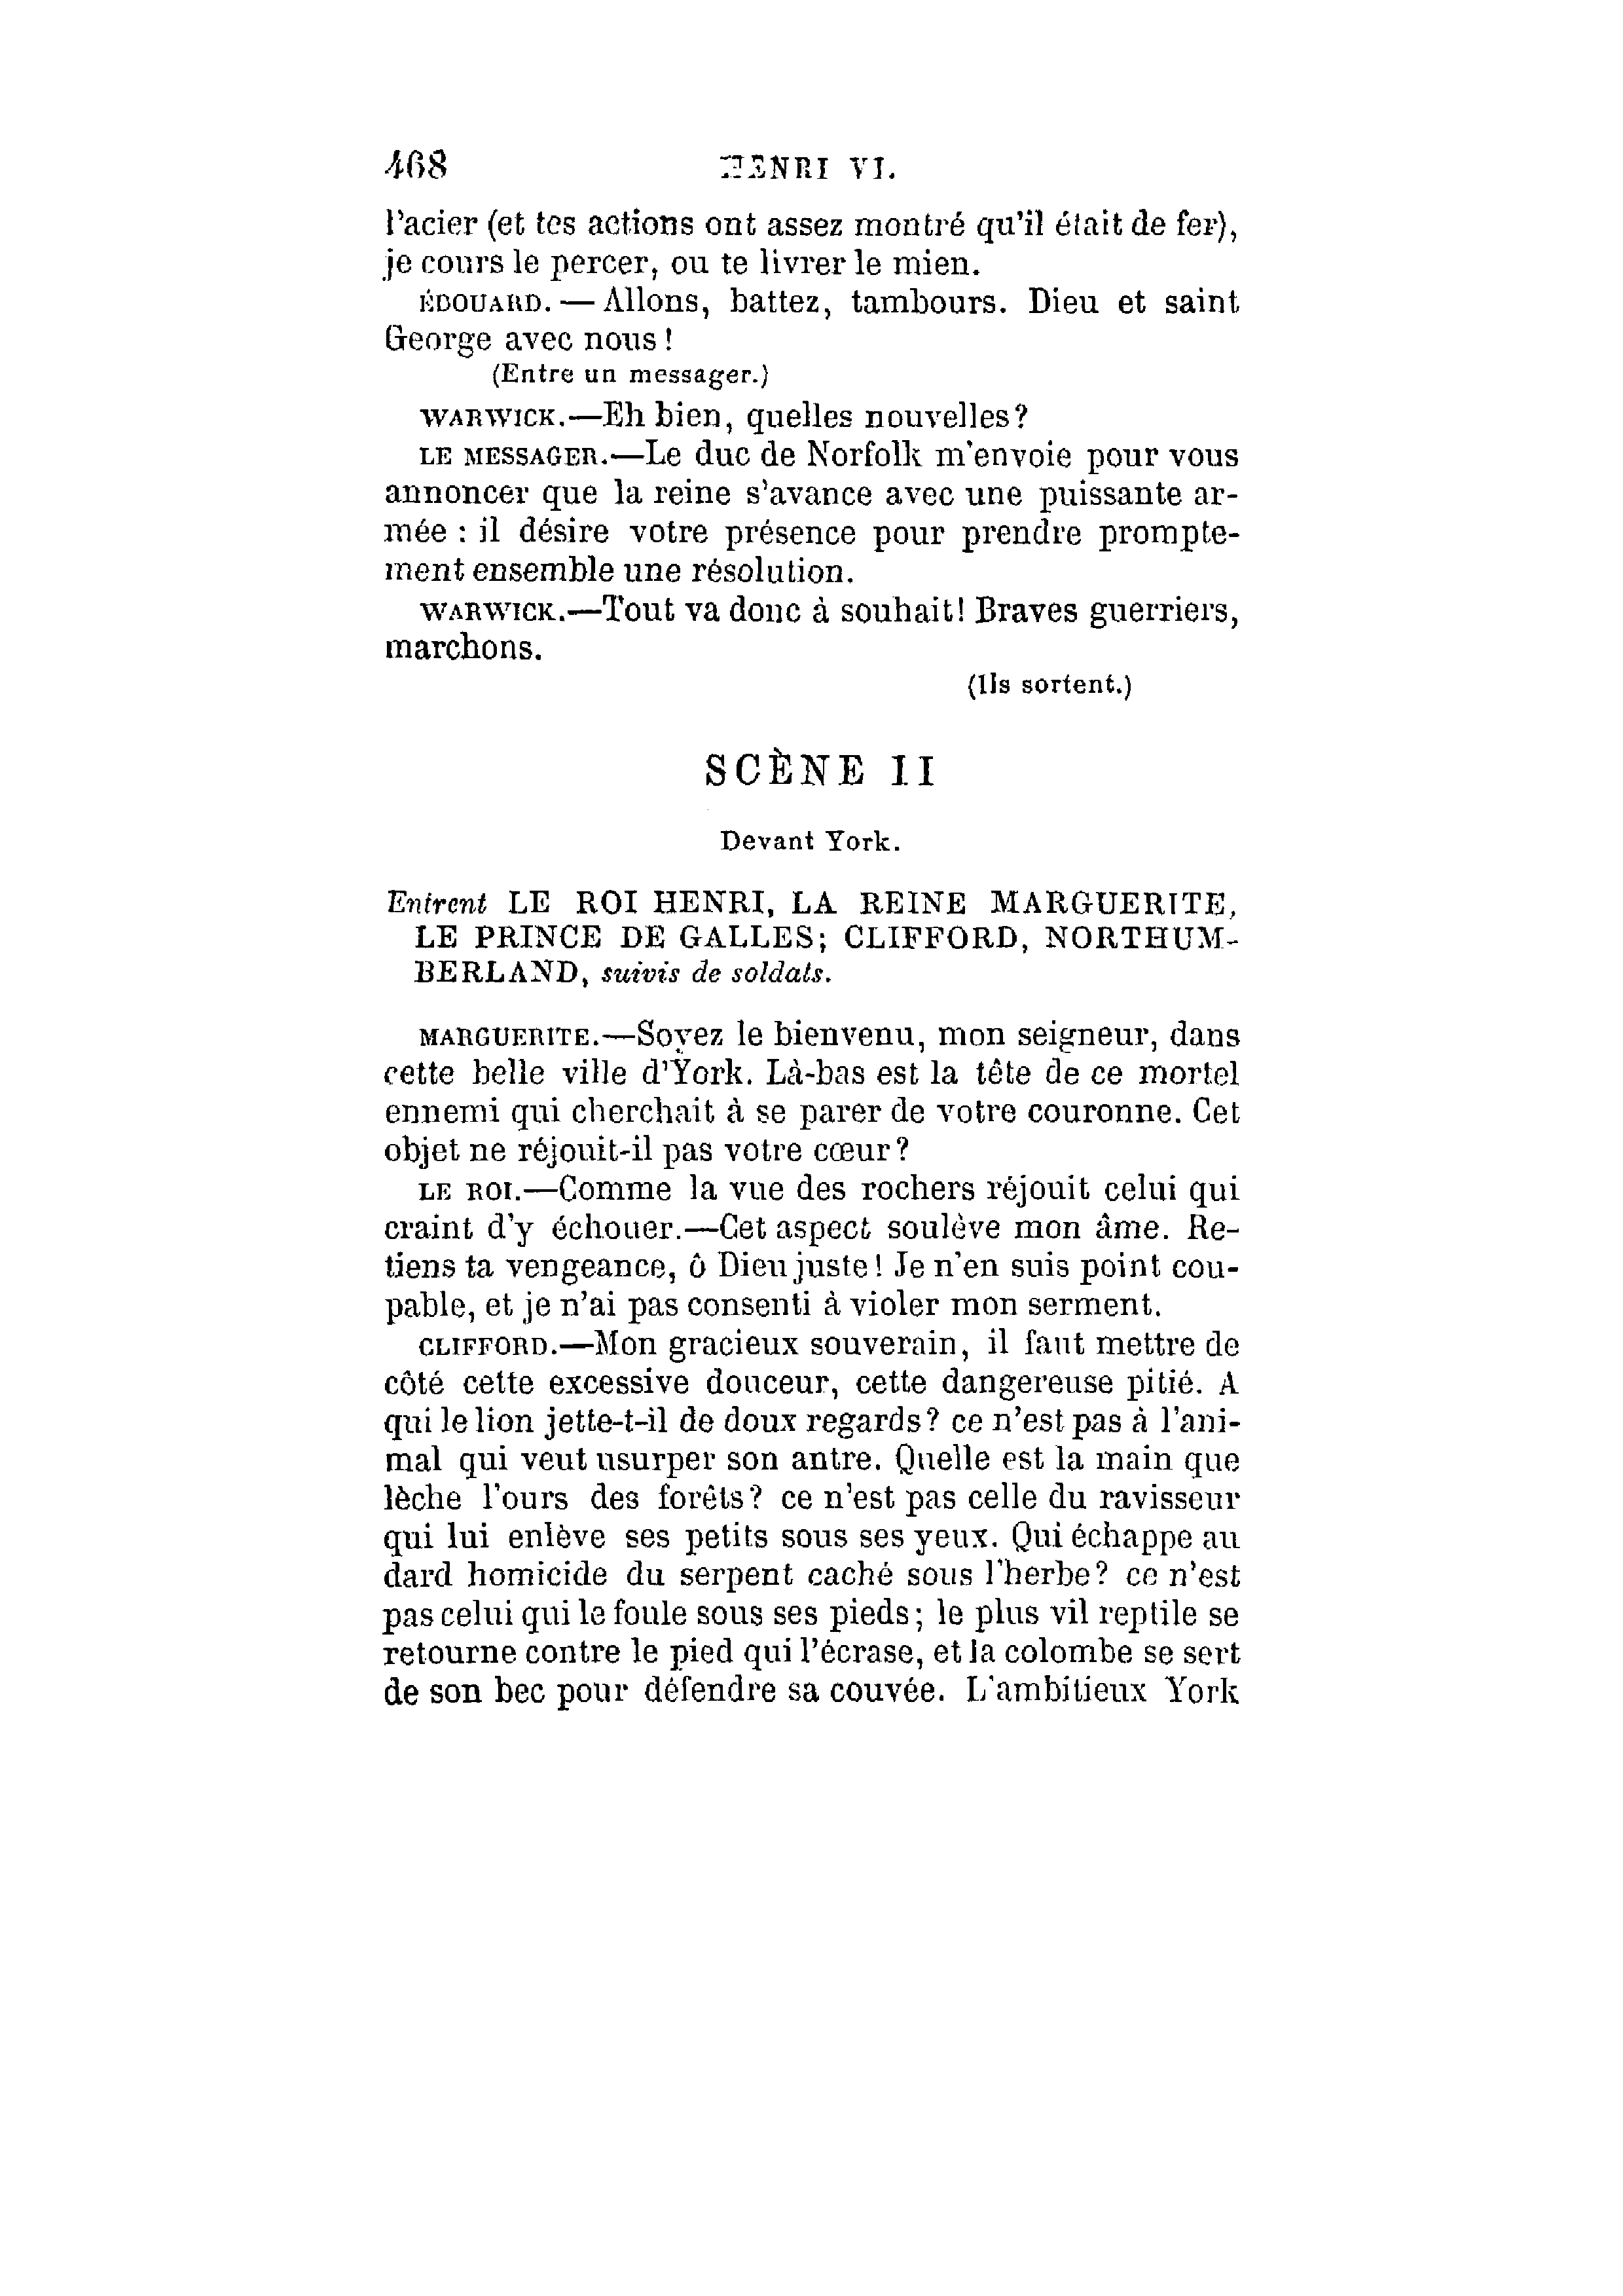 468 HENRI VI.
l'acier (et tes actions ont assez montré qu'il était de fer),
je cours le percer, ou te livrer le mien.
ÉDOUARD. — Allons, battez, tambours. Dieu et saint
George avec nous !
(Entre un messager.)
WARWICK.—Eh bien, quelles nouvelles?
LE MESSAGER.—Le duc de Norfolk m'envoie pour vous
annoncer que la reine s'avance avec une puissante ar-
mée : il désire votre présence pour prendre prompte-
ment ensemble une résolution.
WARWICK.—Tout va donc à souhait! Braves guerriers,
marchons.
(Ils sortent.)
SCÈNE II
Devant York.
Entrent LE ROI HENRI, LA REINE MARGUERITE,
LE PRINCE DE GALLES; CLIFFORD, NORTHUM-
BERLAND, suivis de soldats.
MARGUERITE.—Soyez le bienvenu, mon seigneur, dans
cette belle ville d'York. Là-bas est la tête de ce mortel
ennemi qui cherchait à se parer de votre couronne. Cet
objet ne réjouit-il pas votre cœur?
LE ROI.—Comme la vue des rochers réjouit celui qui
craint d'y échouer.—Cet aspect soulève mon âme. Re-
tiens ta vengeance, ô Dieu juste! Je n'en suis point cou-
pable, et je n'ai pas consenti à violer mon serment.
CLIFFORD.—Mon gracieux souverain, il faut mettre de
côté cette excessive douceur, cette dangereuse pitié. A
qui le lion jette-t-il de doux regards? ce n'est pas à l'ani-
mal qui veut usurper son antre. Quelle est la main que
lèche l'ours des forêts? ce n'est pas celle du ravisseur
qui lui enlève ses petits sous ses yeux. Qui échappe au
dard homicide du serpent caché sous l'herbe? ce n'est
pas celui qui le foule sous ses pieds; le plus vil reptile se
retourne contre le pied qui l'écrase, et la colombe se sert
de son bec pour défendre sa couvée. L'ambitieux York